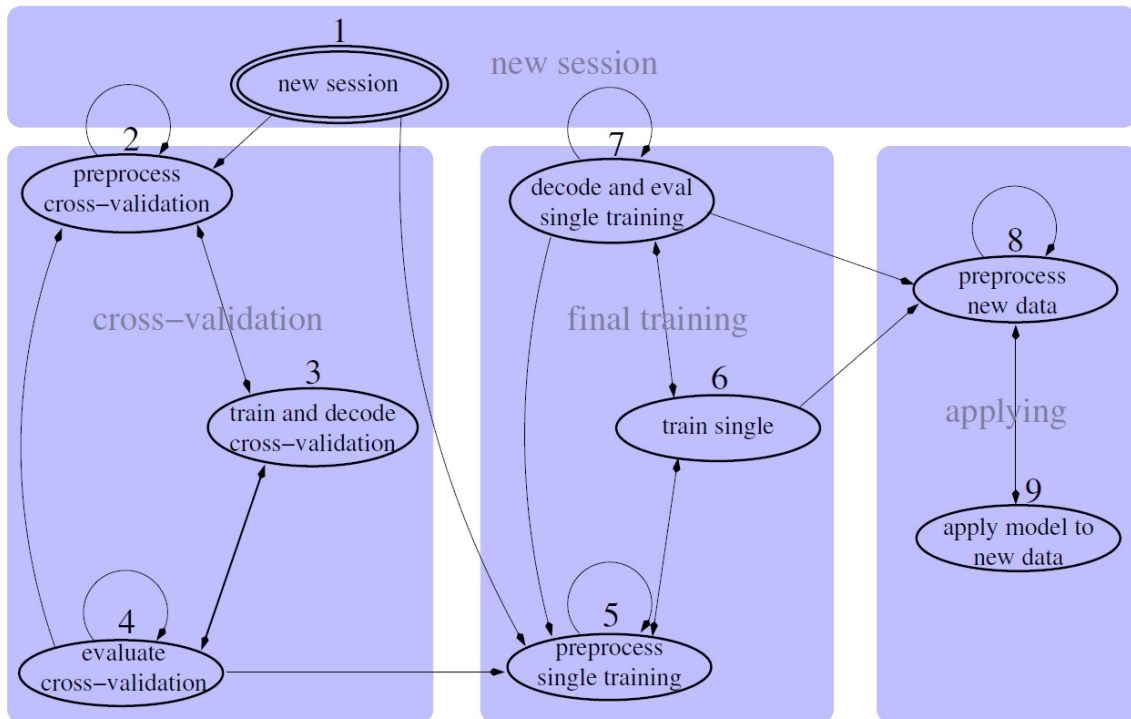 1
new session
new session
2
preprocess
cross−validation
cross−validation
3
train and decode
cross−validation
4
evaluate
cross−validation
7
decode and eval
single training
final training
6
train single
5
preprocess
single training
8
preprocess
new data
applying
9
apply model to
new data